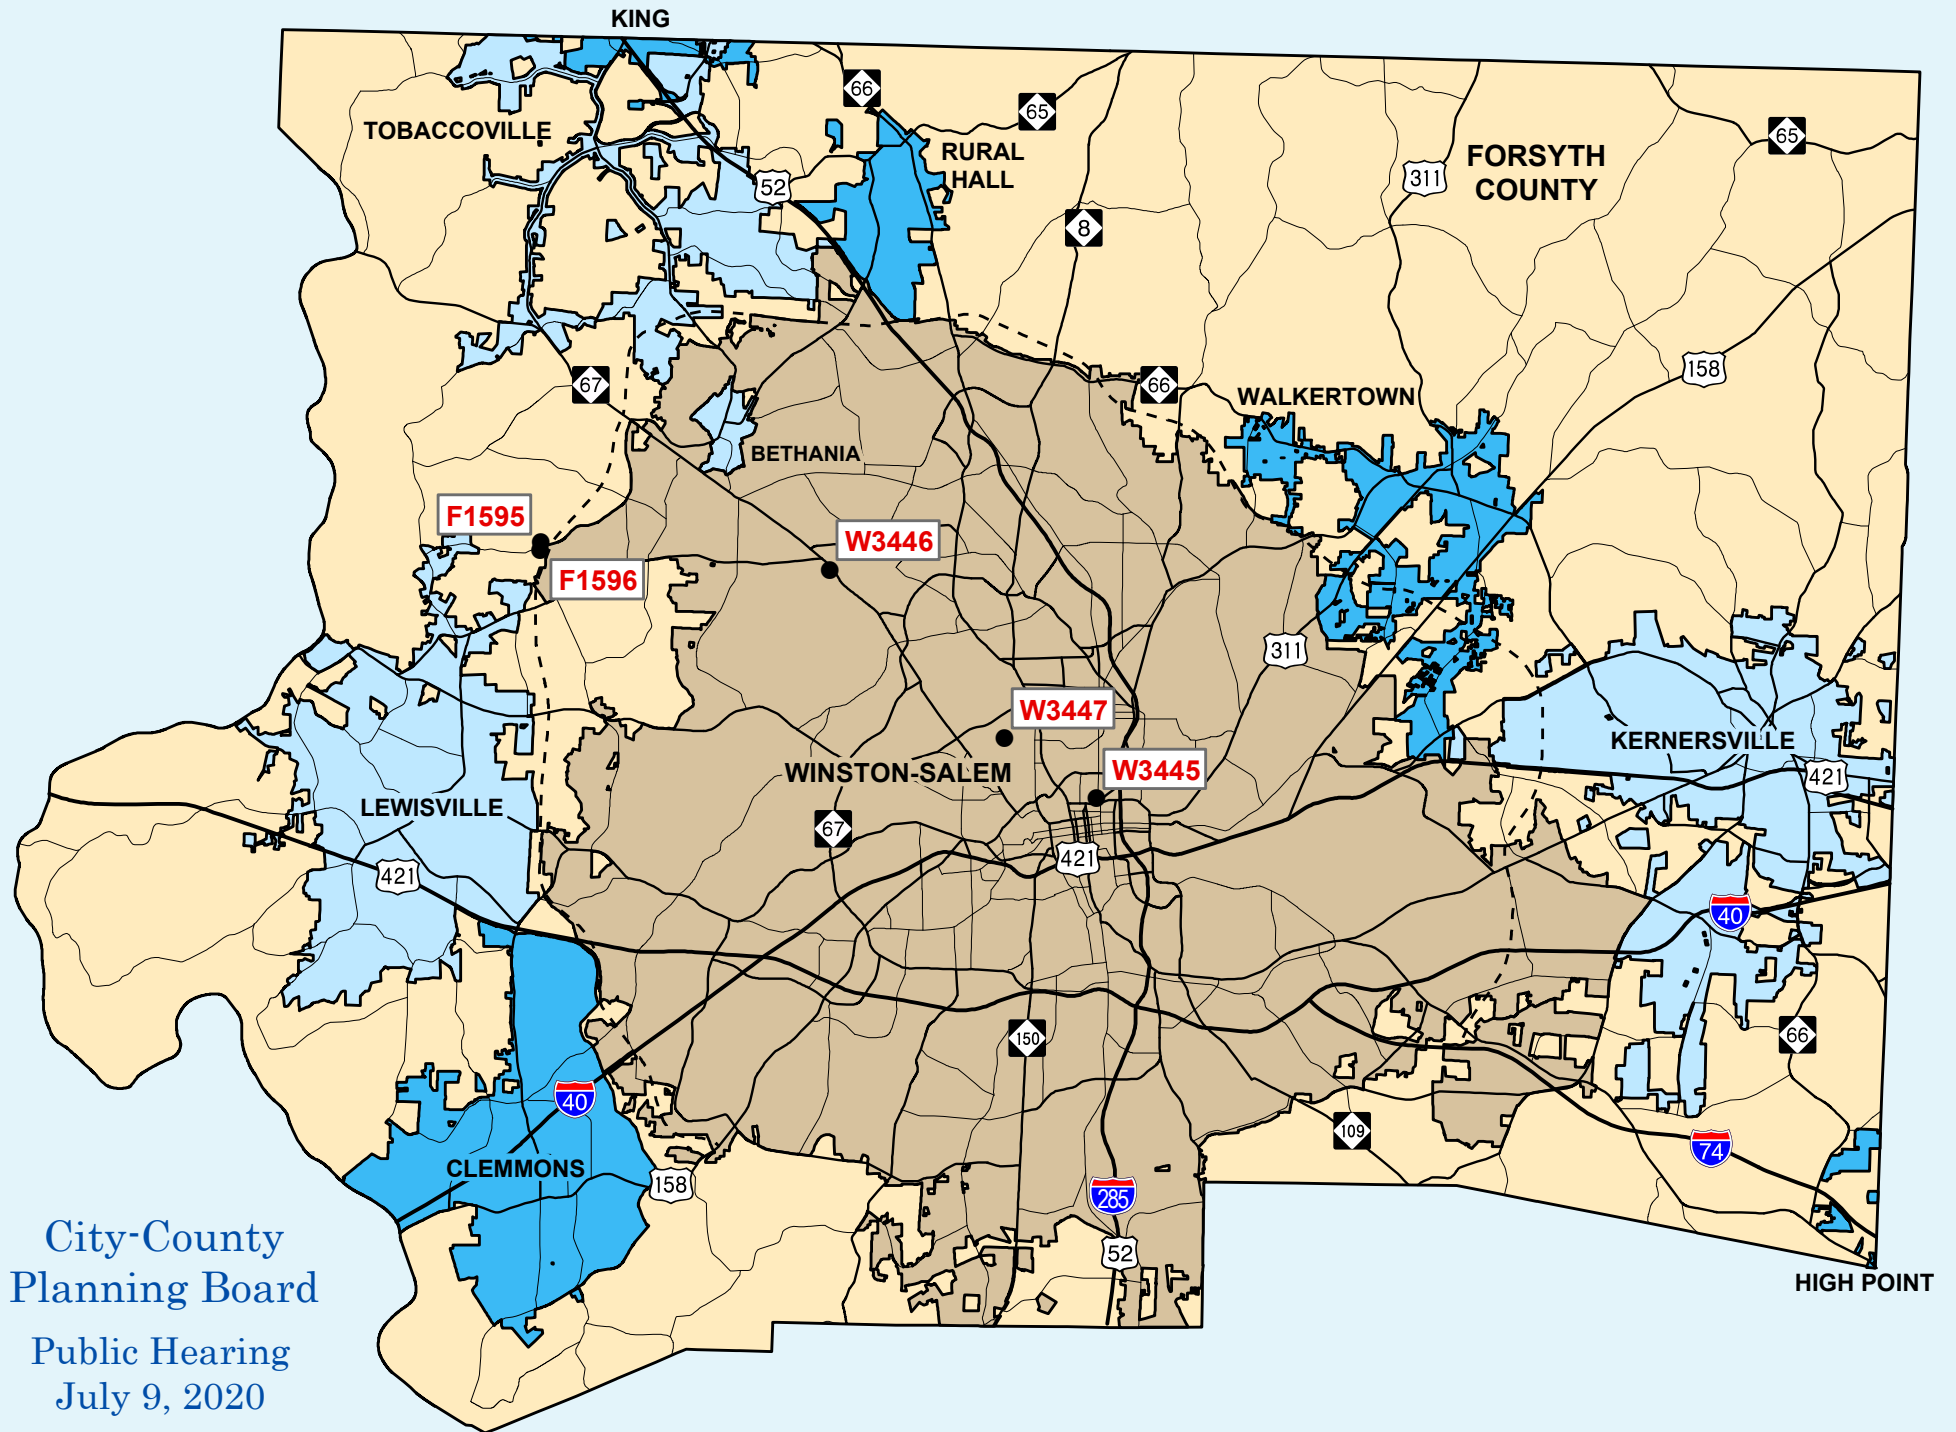 KING
66
65
65
TOBACCOVILLE
RURAL
HALL
FORSYTH
COUNTY
311
52
8
158
67
66
WALKERTOWN
BETHANIA
F1595
W3446
F1596
311
W3447
KERNERSVILLE
W3445
WINSTON-SALEM
421
LEWISVILLE
67
421
421
40
150
66
40
109
74
CLEMMONS
158
285
52
City-County
Planning Board
HIGH POINT
Public Hearing
July 9, 2020